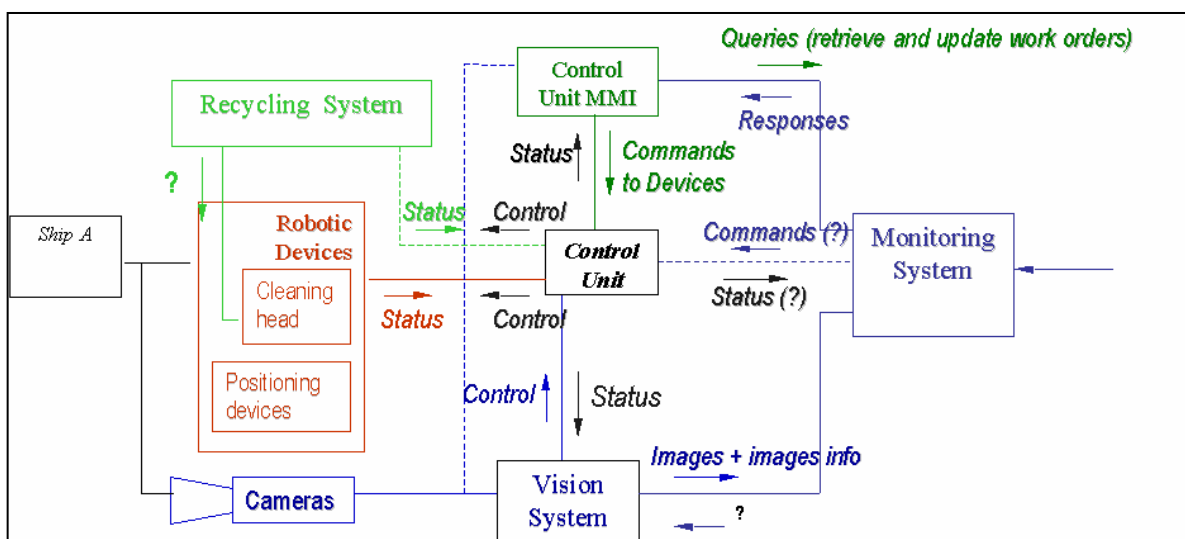 Queries (retrieve and update work orders)
Control
Unit MMI
Responses
Recycling System
Status
Commands
to Devices
?
Ship A
Robotic
Devices
Status
Control
Control
Unit
Commands (?)
Monitoring
System
Cleaning
head
Status
Control
Status (?)
Positioning
devices
Control
Status
Images + images info
Cameras
Vision
System
?